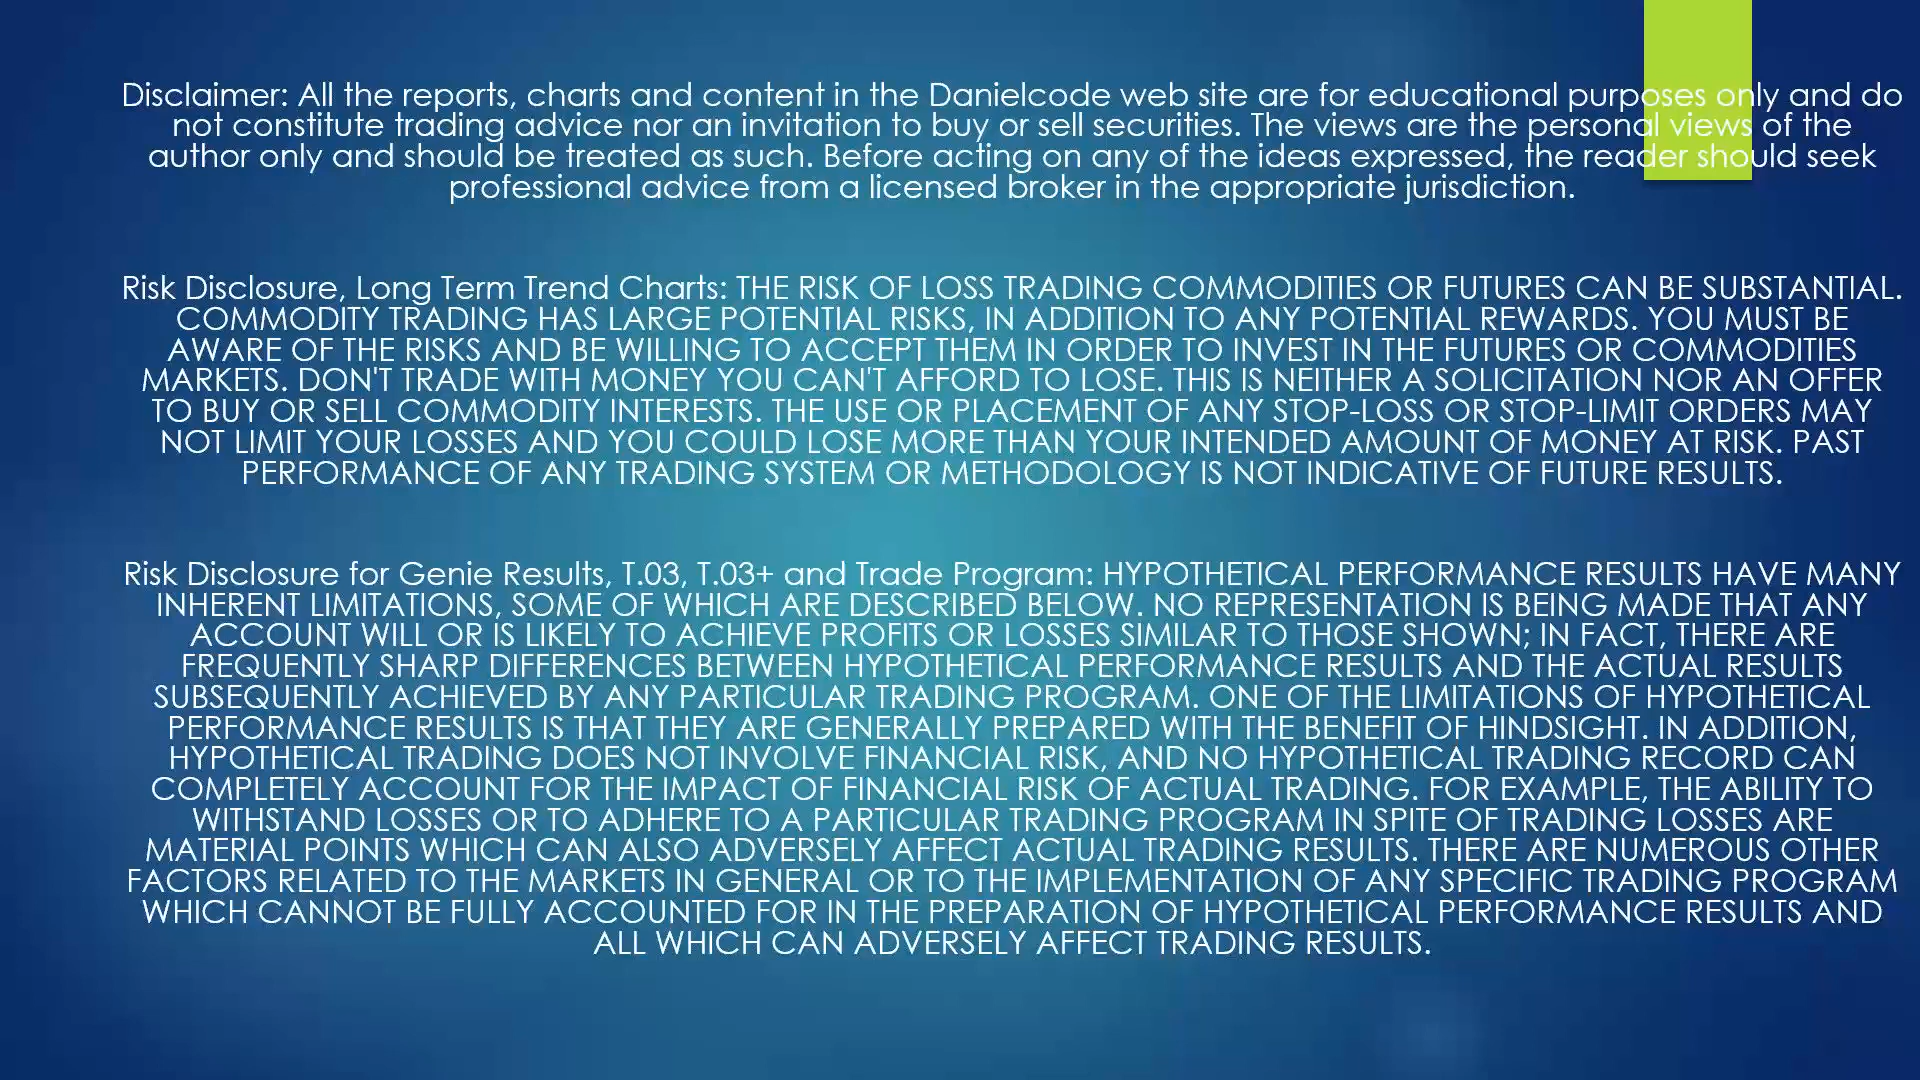 Disclaimer: All the reports, charts and content in the Danielcode web site are for educational purposes only and do
not constitute trading advice nor an invitation to buy or sell securities. The views are the personal views of the
author only and should be treated as such. Before acting on any of the ideas expressed, the reader should seek
professional advice from a licensed broker in the appropriate jurisdiction.
Risk Disclosure, Long Term Trend Charts: THE RISK OF LOSS TRADING COMMODITIES OR FUTURES CAN BE SUBSTANTIAL.
COMMODITY TRADING HAS LARGE POTENTIAL RISKS, IN ADDITION TO ANY POTENTIAL REWARDS. YOU MUST BE
AWARE OF THE RISKS AND BE WILLING TO ACCEPT THEM IN ORDER TO INVEST IN THE FUTURES OR COMMODITIES
MARKETS. DON'T TRADE WITH MONEY YOU CAN'T AFFORD TO LOSE. THIS IS NEITHER A SOLICITATION NOR AN OFFER
TO BUY OR SELL COMMODITY INTERESTS. THE USE OR PLACEMENT OF ANY STOP-LOSS OR STOP-LIMIT ORDERS MAY
NOT LIMIT YOUR LOSSES AND YOU COULD LOSE MORE THAN YOUR INTENDED AMOUNT OF MONEY AT RISK. PAST
PERFORMANCE OF ANY TRADING SYSTEM OR METHODOLOGY IS NOT INDICATIVE OF FUTURE RESULTS.
Risk Disclosure for Genie Results, T.03, T.03+ and Trade Program: HYPOTHETICAL PERFORMANCE RESULTS HAVE MANY
INHERENT LIMITATIONS, SOME OF WHICH ARE DESCRIBED BELOW. NO REPRESENTATION IS BEING MADE THAT ANY
ACCOUNT WILL OR IS LIKELY TO ACHIEVE PROFITS OR LOSSES SIMILAR TO THOSE SHOWN; IN FACT, THERE ARE
FREQUENTLY SHARP DIFFERENCES BETWEEN HYPOTHETICAL PERFORMANCE RESULTS AND THE ACTUAL RESULTS
SUBSEQUENTLY ACHIEVED BY ANY PARTICULAR TRADING PROGRAM. ONE OF THE LIMITATIONS OF HYPOTHETICAL
PERFORMANCE RESULTS IS THAT THEY ARE GENERALLY PREPARED WITH THE BENEFIT OF HINDSIGHT. IN ADDITION,
HYPOTHETICAL TRADING DOES NOT INVOLVE FINANCIAL RISK, AND NO HYPOTHETICAL TRADING RECORD CAN
COMPLETELY ACCOUNT FOR THE IMPACT OF FINANCIAL RISK OF ACTUAL TRADING. FOR EXAMPLE, THE ABILITY TO
WITHSTAND LOSSES OR TO ADHERE TO A PARTICULAR TRADING PROGRAM IN SPITE OF TRADING LOSSES ARE
MATERIAL POINTS WHICH CAN ALSO ADVERSELY AFFECT ACTUAL TRADING RESULTS. THERE ARE NUMEROUS OTHER
FACTORS RELATED TO THE MARKETS IN GENERAL OR TO THE IMPLEMENTATION OF ANY SPECIFIC TRADING PROGRAM
WHICH CANNOT BE FULLY ACCOUNTED FOR IN THE PREPARATION OF HYPOTHETICAL PERFORMANCE RESULTS AND
ALL WHICH CAN ADVERSELY AFFECT TRADING RESULTS.